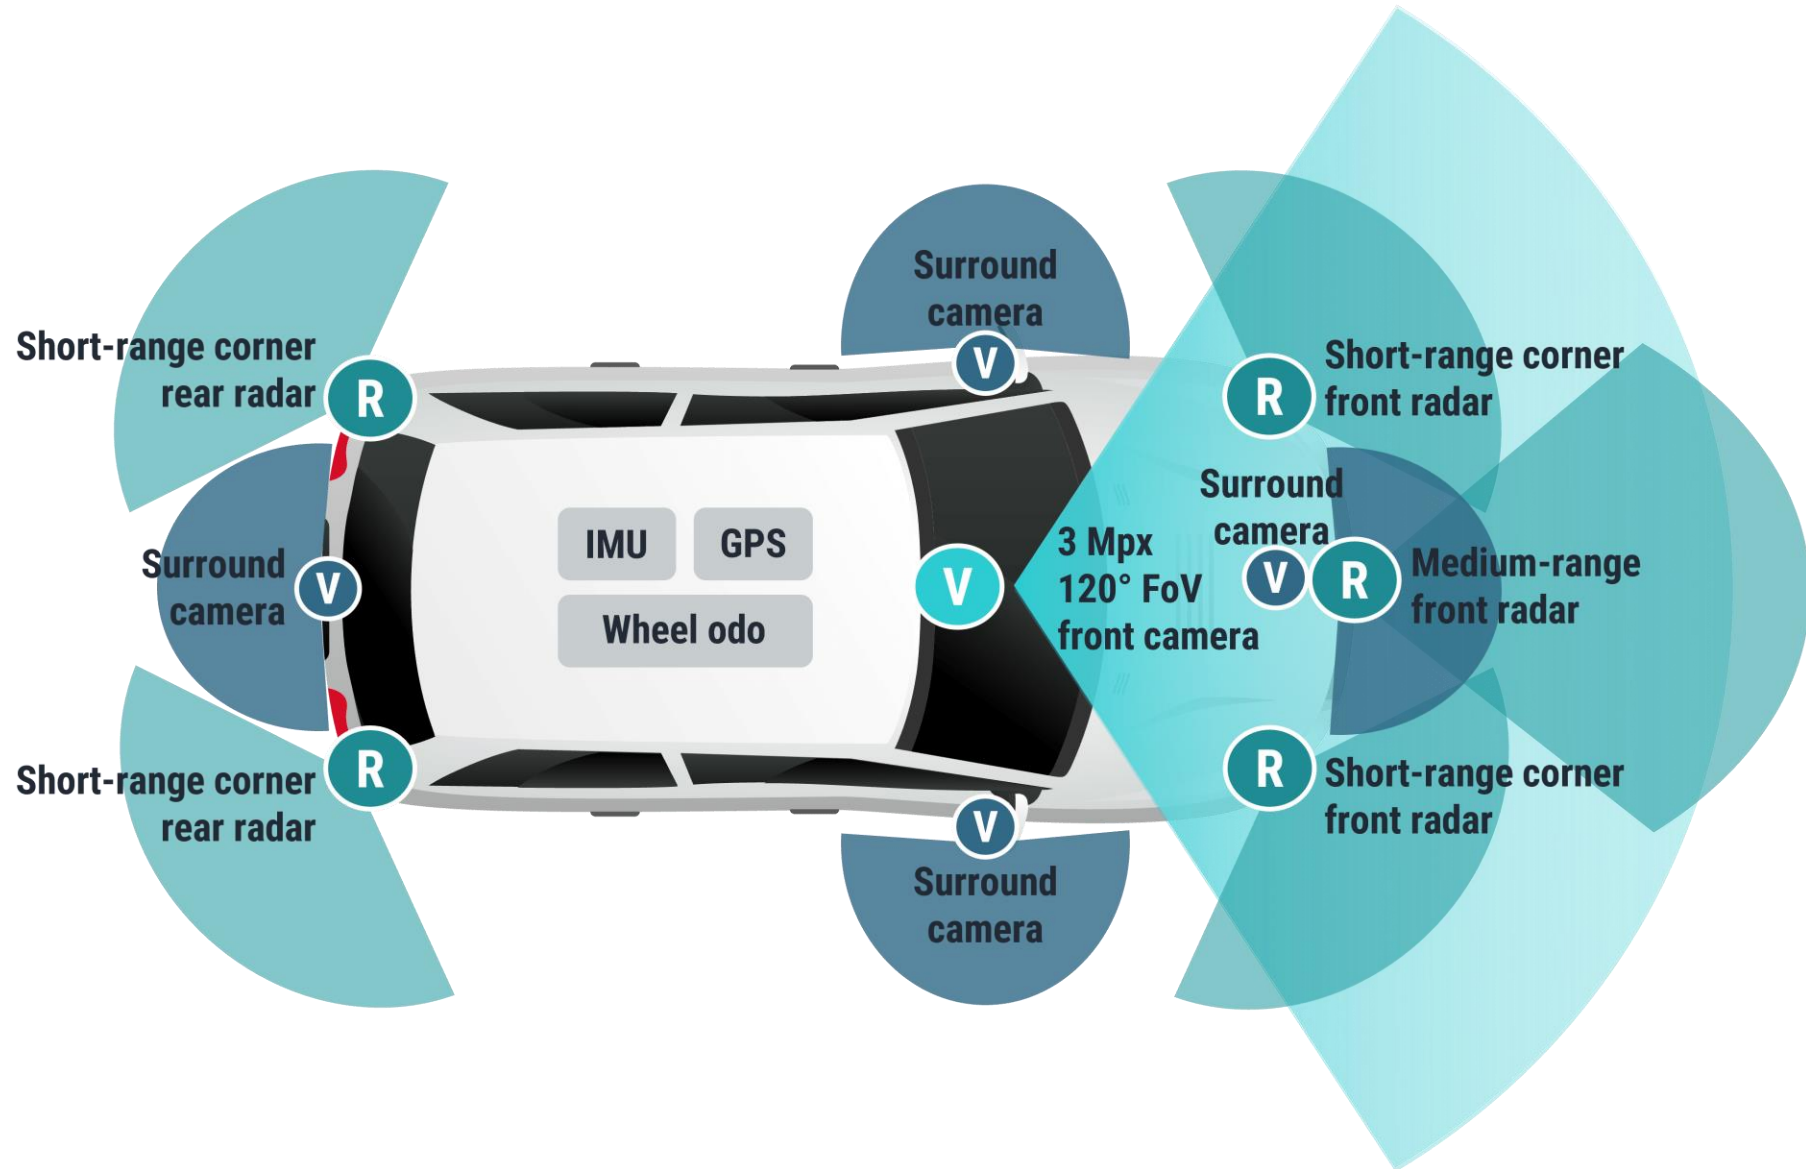 Surround
camera
V
Short-range corner
rear radar
R
R
Short-range corner
front radar
Surround
camera
V
IMU
GPS
Wheel odo
V
3 Mpx
120° FoV
front camera
Surround
camera
V
R
Medium-range
front radar
Short-range corner
rear radar
R
R
Short-range corner
front radar
V
Surround
camera